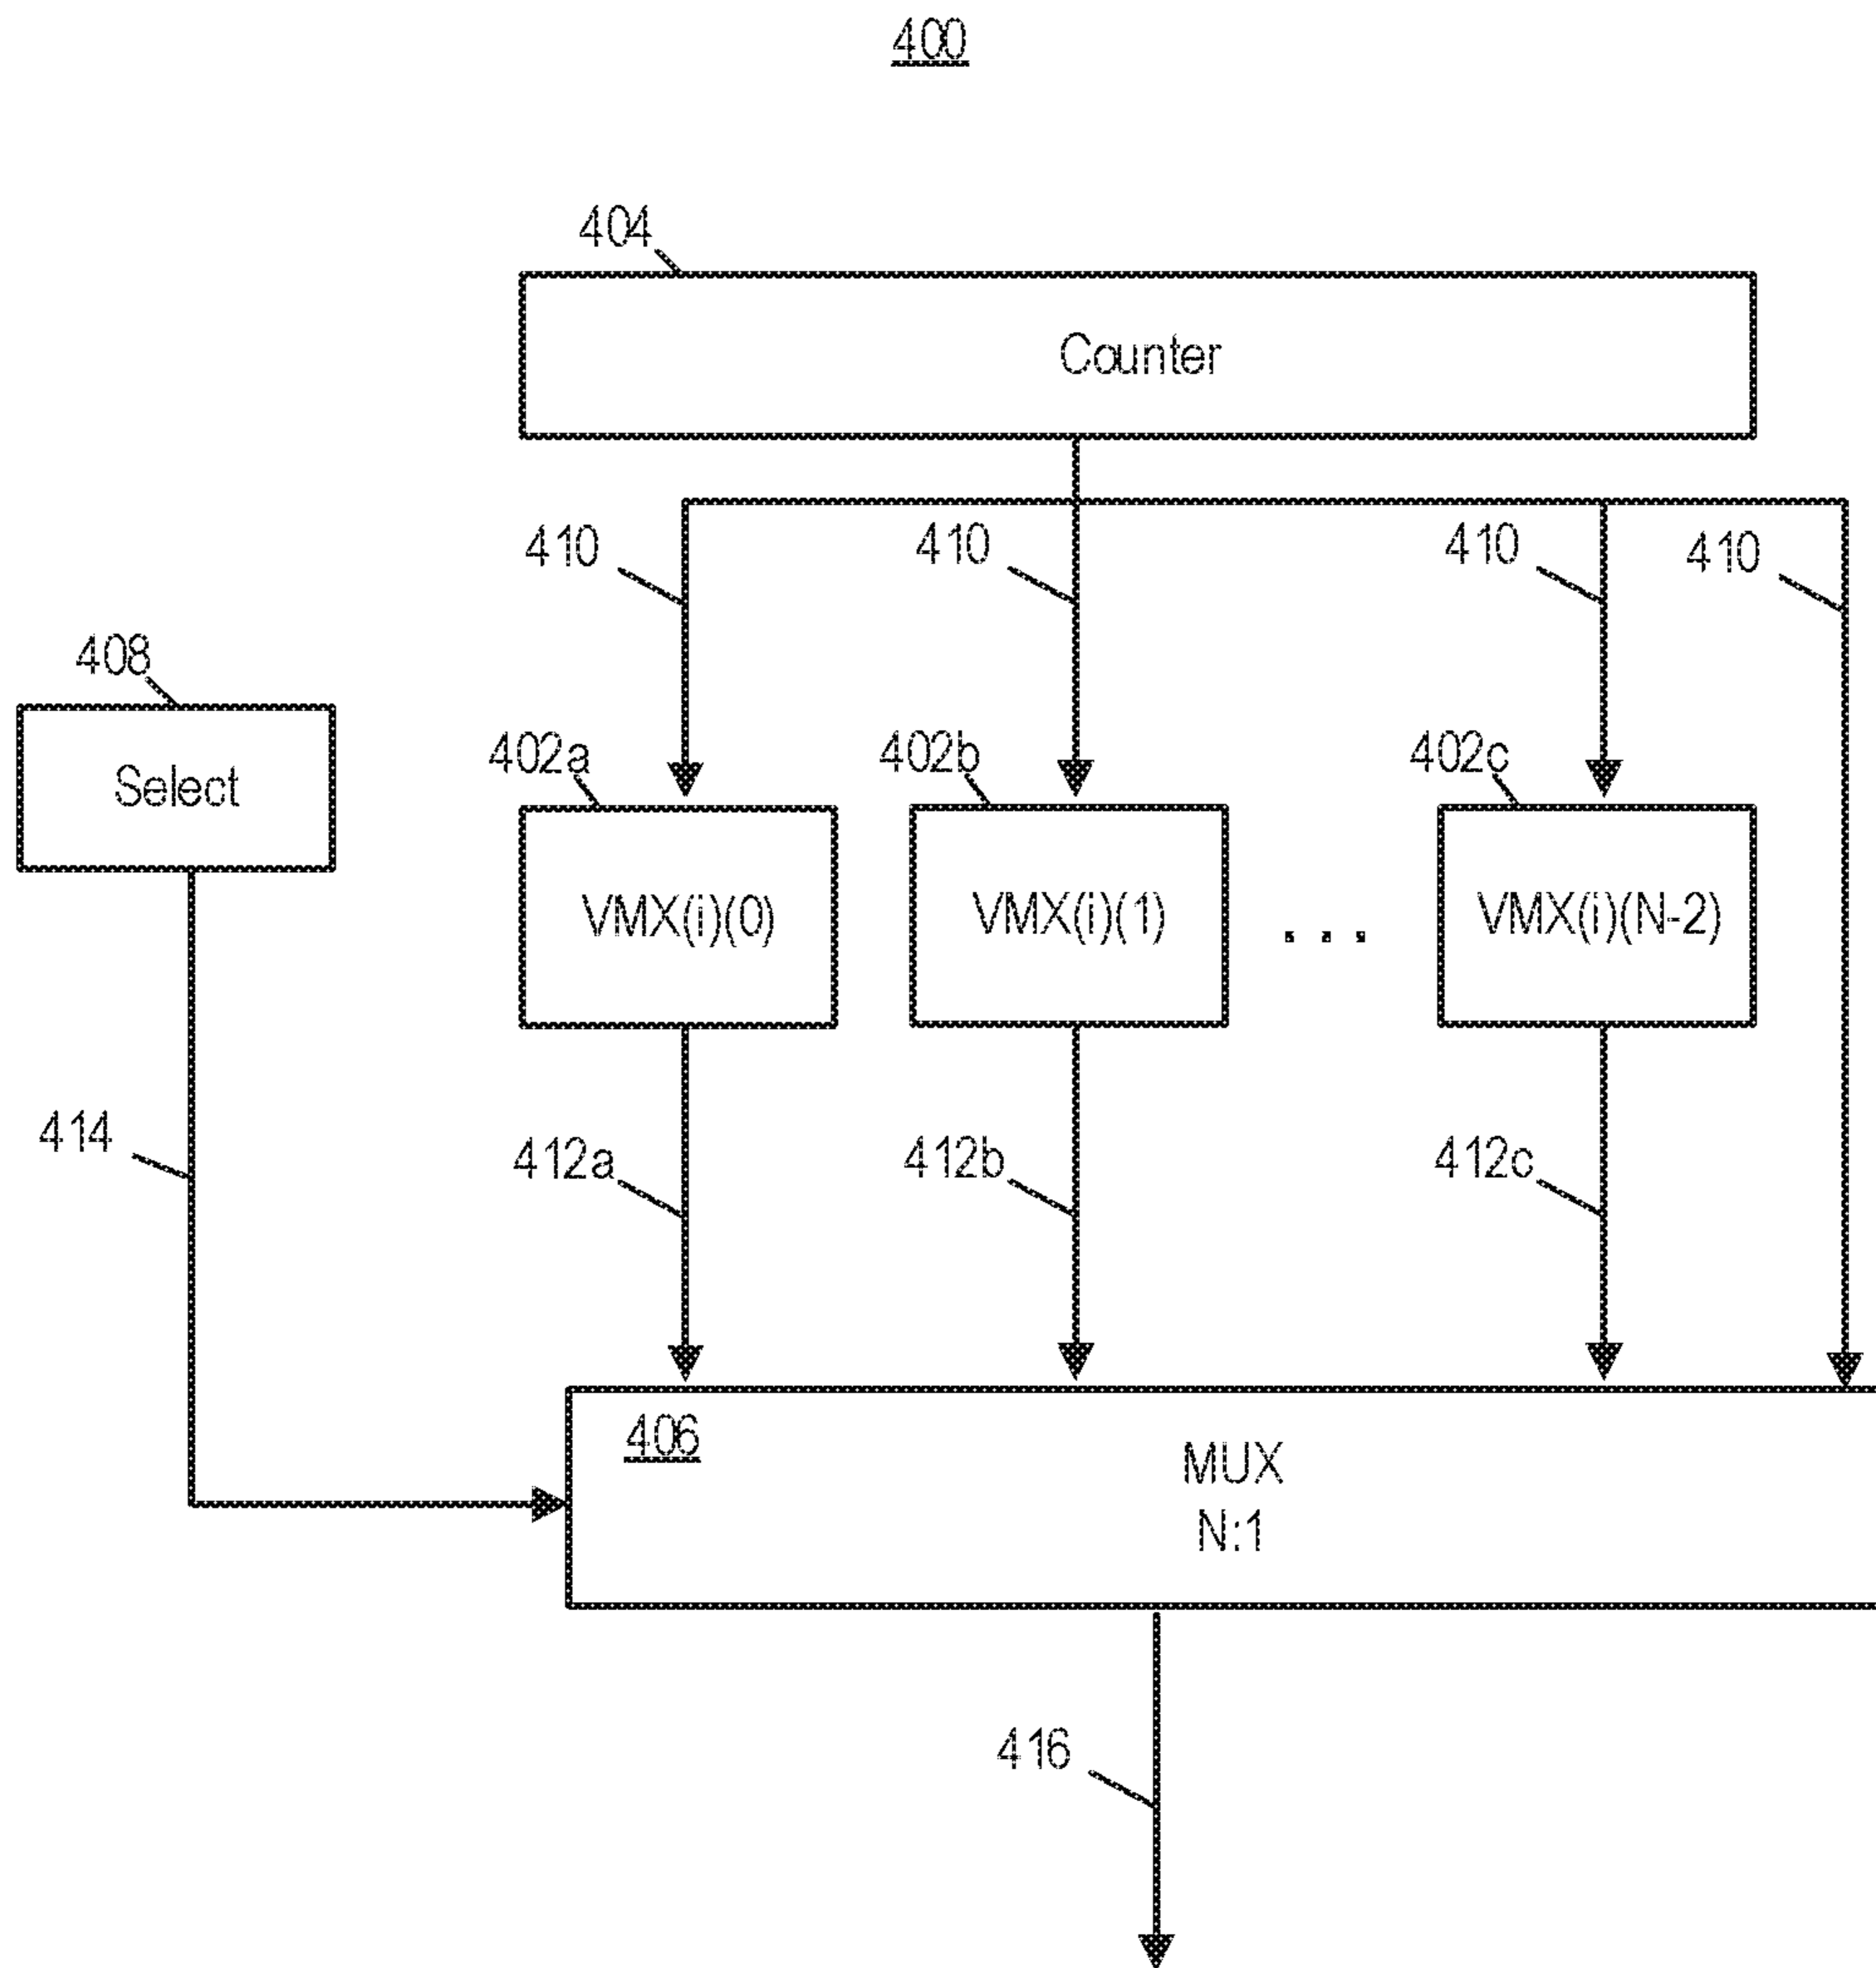 400
404
Counter
410
410
410
410
408
Select
402a
402b
402c
VMX(i)(0)
VMX(i)(1)
. . .
VMX(i)(N-2)
414
412a
412b
412c
406
MUX
N:1
416